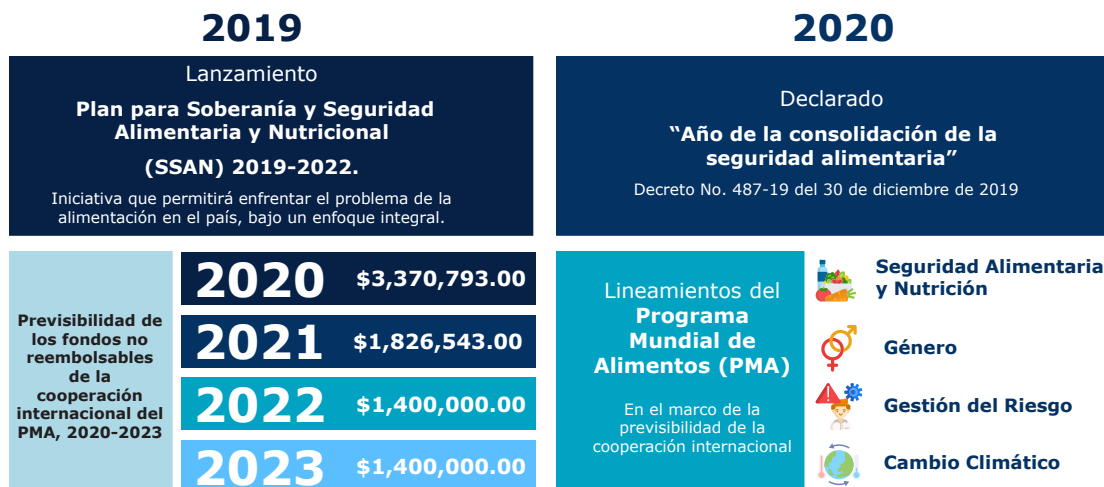 2019
Lanzamiento
Plan para Soberanía y Seguridad
Alimentaria y Nutricional
(SSAN) 2019-2022.
Iniciativa que permitirá enfrentar el problema de la
alimentación en el país, bajo un enfoque integral.
2020
Declarado
“Año de la consolidación de la
seguridad alimentaria”
Decreto No. 487-19 del 30 de diciembre de 2019
Previsibilidad de
los fondos no
reembolsables
de la
cooperación
internacional del
PMA, 2020-2023
2020 $3,370,793.00
2021 $1,826,543.00
2022 $1,400,000.00
2023 $1,400,000.00
Lineamientos del
Programa
Mundial de
Alimentos (PMA)
En el marco de la
previsibilidad de la
cooperación internacional
Seguridad Alimentaria
y Nutrición
Género
Gestión del Riesgo
Cambio Climático